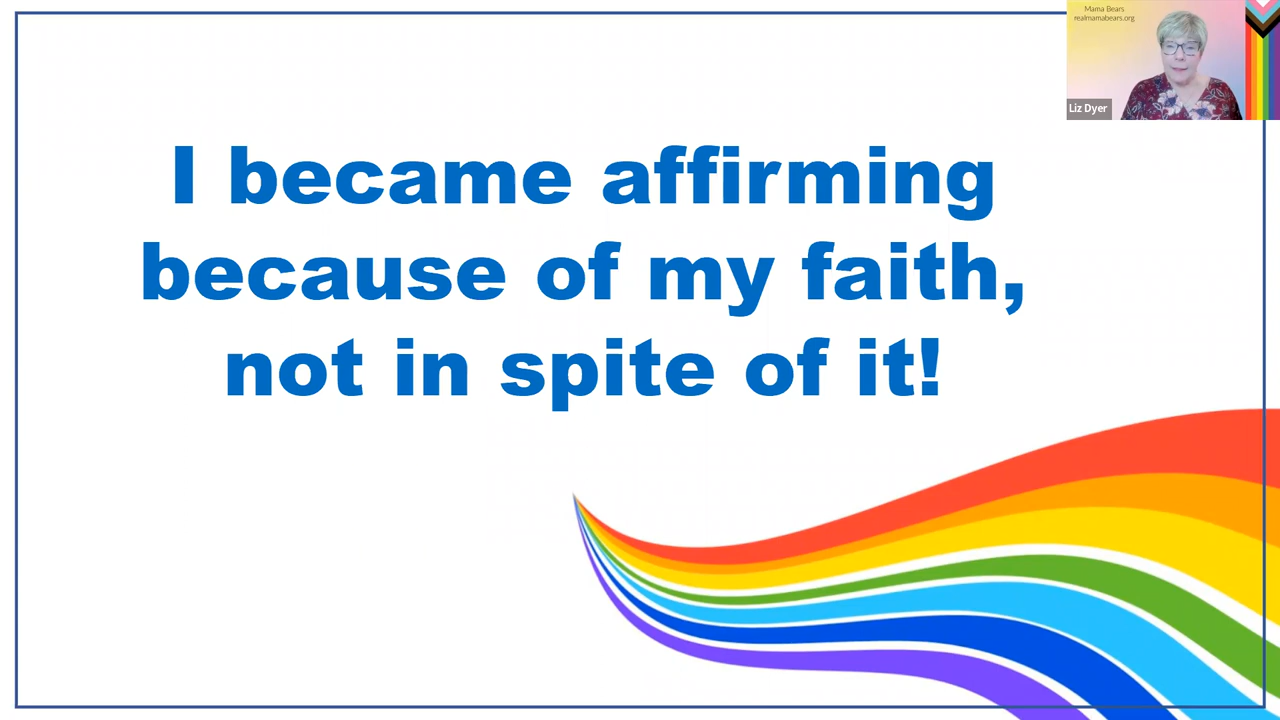 Mama Bears
realmamabears.org
Liz Dyer
I became affirming
because of my faith,
not in spite of it!